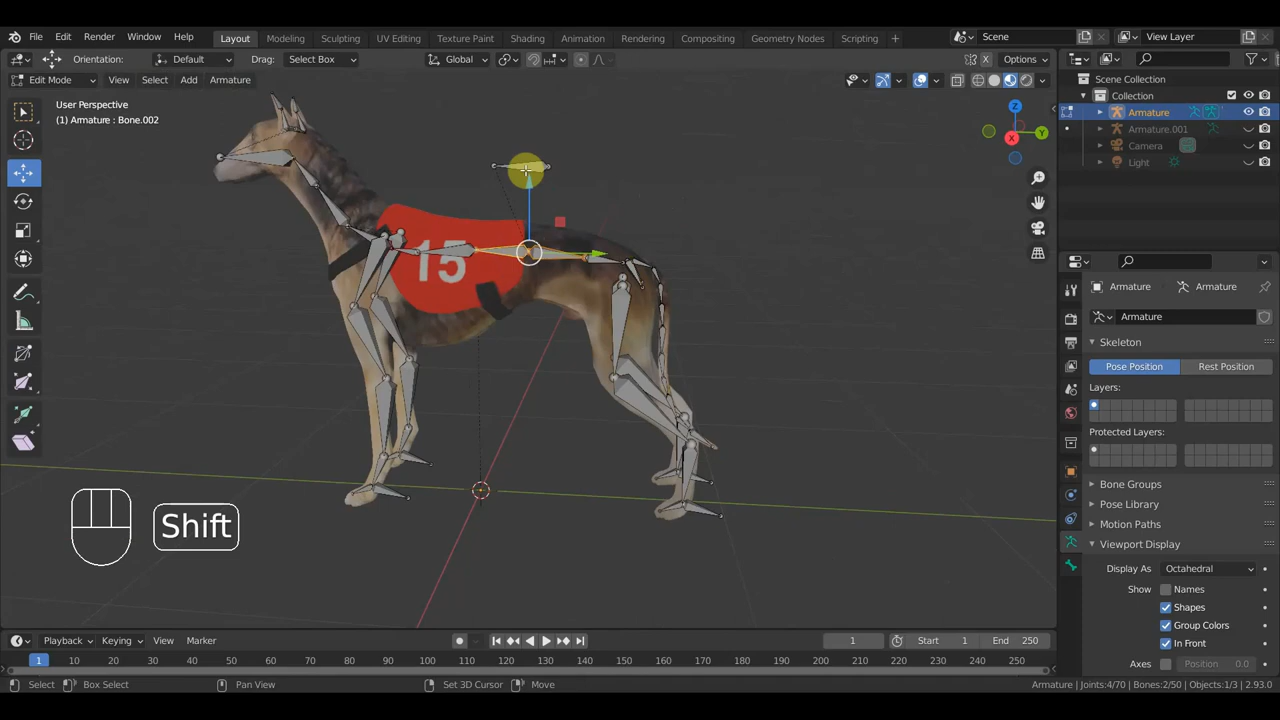 File Edit Render Window Help Layout Modeling Sculpting UV Editing Texture Paint Shading Animation Rendering Compositing Geometry Nodes Scripting + Scene View Layer
Orientation: Default Drag: Select Box Global Options
Edit Mode View Select Add Armature
User Perspective
(1) Armature : Bone.002
Z
Y
X
15
Shift
Scene Collection
Collection
Armature
Armature.001
Camera
Light
Armature Armature
Armature
Skeleton
Pose Position Rest Position
Layers:
Protected Layers:
Bone Groups
Pose Library
Motion Paths
Viewport Display
Display As Octahedral
Show Names
Shapes
Group Colors
In Front
Axes Position 0.0
Playback Keying View Marker 1 Start 1 End 250
1 10 20 30 40 50 60 70 80 90 100 110 120 130 140 150 160 170 180 190 200 210 220 230 240 250
Select Box Select Pan View Set 3D Cursor Move Armature | Joints:4/70 | Bones:2/50 | Objects:1/3 | 2.93.0